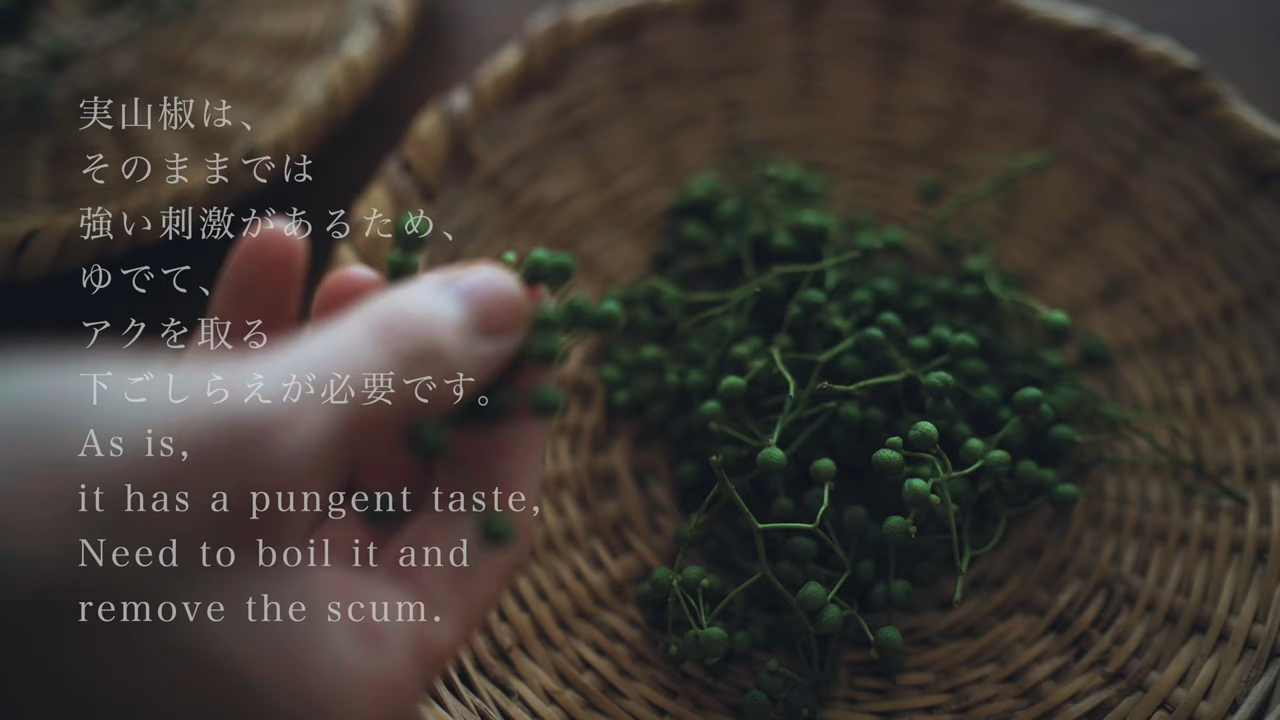 実山椒は、
そのままでは
強い刺激があるため、
ゆでて、
アクを取る
下ごしらえが必要です。
As is,
it has a pungent taste,
Need to boil it and
remove the scum.